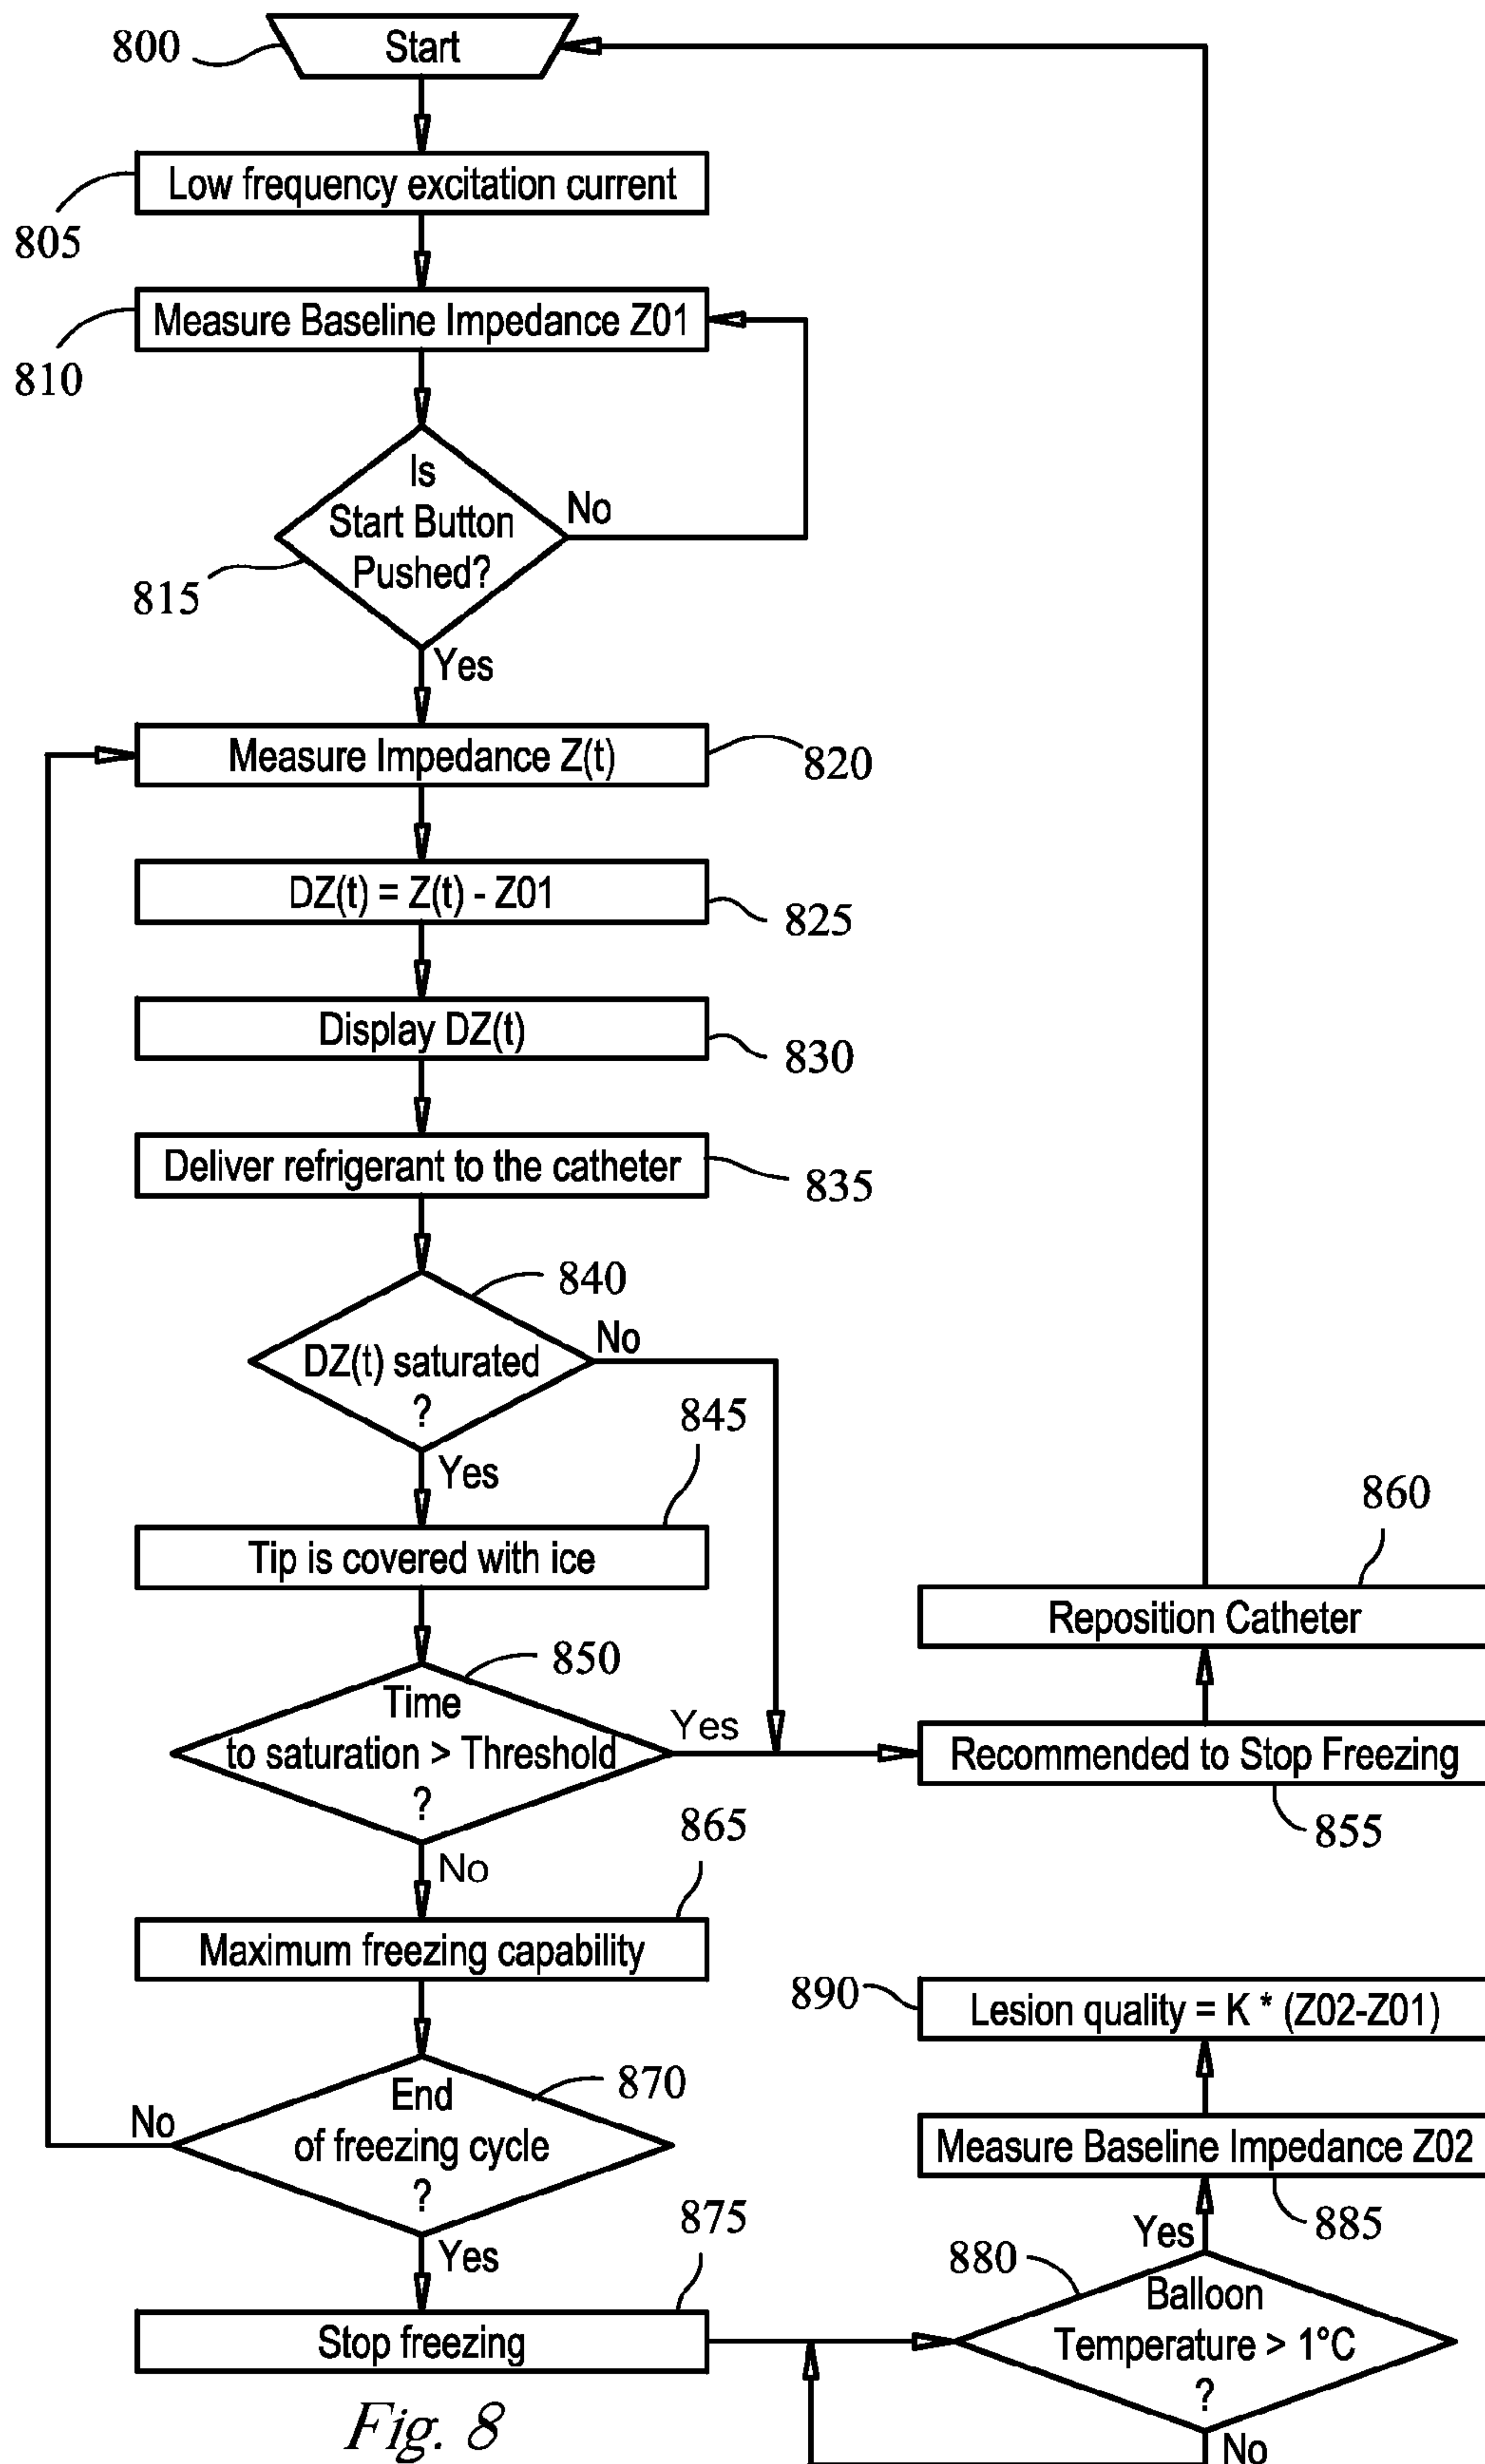 800
Start
Low frequency excitation current
805
Measure Baseline Impedance Z01
810
Is
Start Button
Pushed?
No
815
Yes
Measure Impedance Z(t)
820
DZ(t) = Z(t) - Z01
825
Display DZ(t)
830
Deliver refrigerant to the catheter
835
840
DZ(t) saturated
?
No
Yes
845
Tip is covered with ice
850
Time
to saturation > Threshold
?
Yes
No
860
Reposition Catheter
Recommended to Stop Freezing
855
865
Maximum freezing capability
870
End
of freezing cycle
?
No
Yes
875
Stop freezing
890
Lesion quality = K * (Z02-Z01)
Measure Baseline Impedance Z02
885
Yes
880
Balloon
Temperature > 1°C
?
No
Fig. 8